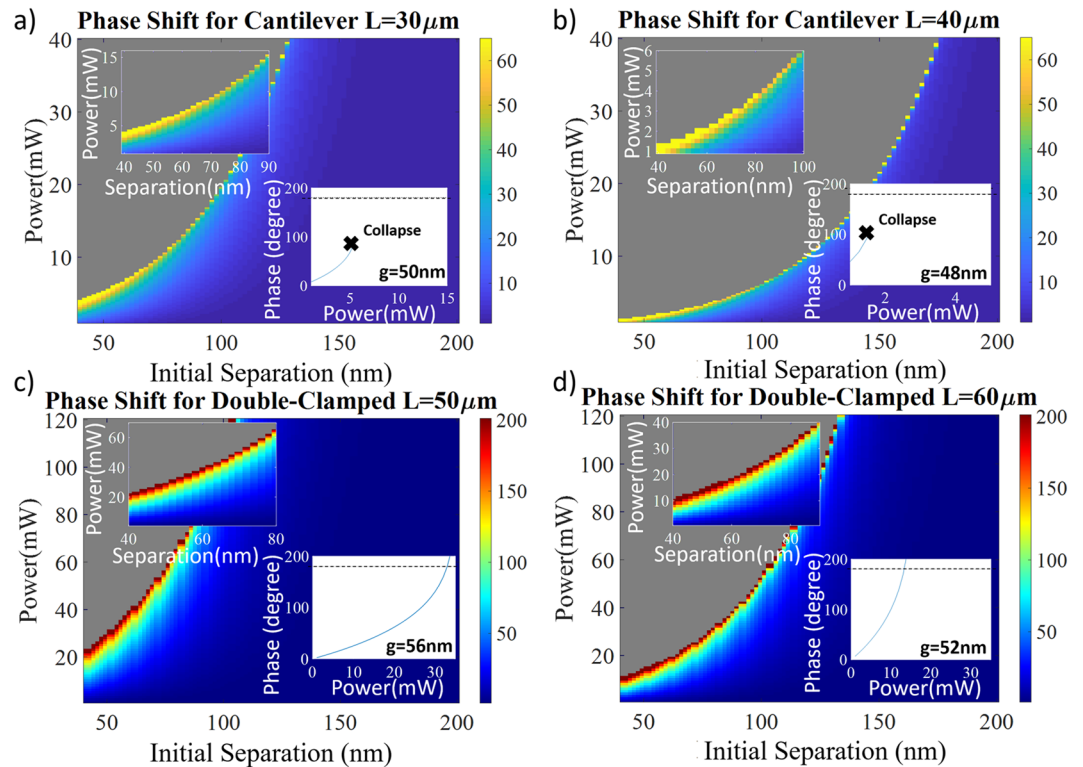 a)
Phase Shift for Cantilever L=30μm
40
30
20
10
Power(mW)
50
100
150
200
Initial Separation (nm)
60
50
40
30
20
10
15
10
5
Power(mW)
40 50 60 70 80 90
Separation(nm)
200
100
0
Phase (degree)
Collapse
g=50nm
5
15
Power(mW)
b)
Phase Shift for Cantilever L=40μm
40
30
20
10
Power(mW)
50
100
150
200
Initial Separation (nm)
60
50
40
30
20
10
6
5
4
3
2
1
Power(mW)
40
60
80
100
Separation(nm)
200
100
0
Phase (degree)
Collapse
g=48nm
2
4
Power(mW)
c)
Phase Shift for Double-Clamped L=50μm
120
100
80
60
40
20
Power(mW)
50
100
150
200
Initial Separation (nm)
200
150
100
50
60
40
20
Power(mW)
40
60
80
Separation(nm)
200
100
0
Phase (degree)
g=56nm
0
10
20
30
Power(mW)
d)
Phase Shift for Double-Clamped L=60μm
120
100
80
60
40
20
Power(mW)
50
100
150
200
Initial Separation (nm)
200
150
100
50
40
30
20
10
Power(mW)
40
60
80
Separation(nm)
200
100
0
Phase (degree)
g=52nm
0
10
20
30
Power(mW)